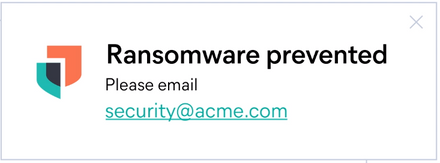 Ransomware prevented
Please email
security@acme.com